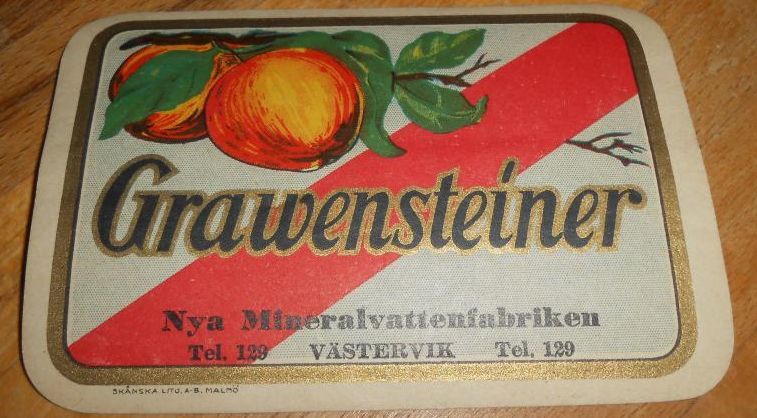 Grawensteiner
Nya Mineralvattenfabriken
Tel. 129 VÄSTERVIK Tel. 129
SKÅNSKA LITO. A-B. MALMÖ